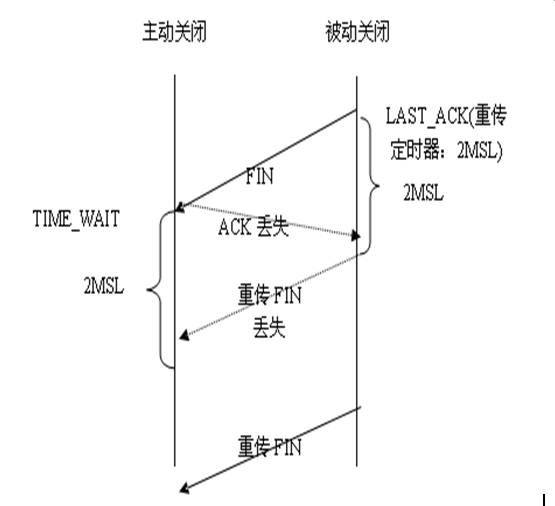 主动关闭
被动关闭
LAST_ACK(重传
定时器：2MSL)
2MSL
FIN
TIME_WAIT
ACK 丢失
2MSL
重传 FIN
丢失
重传 FIN